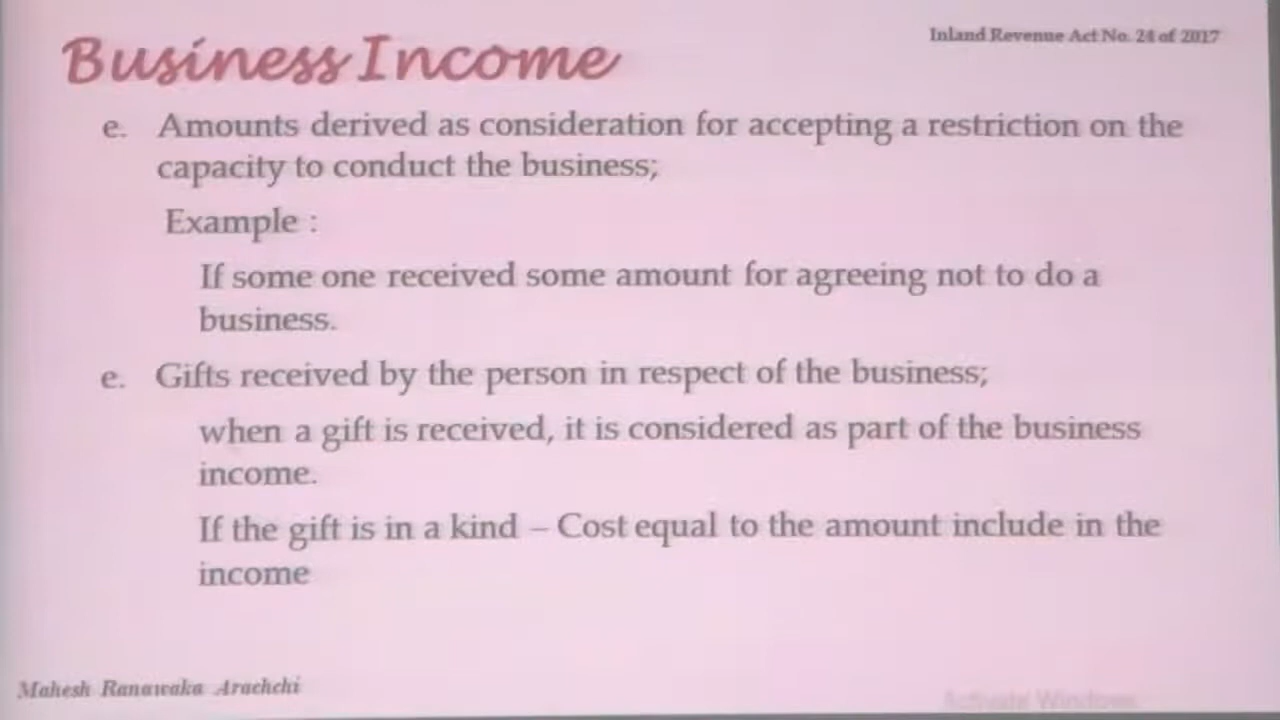 Business Income
Inland Revenue Act No. 24 of 2017
e. Amounts derived as consideration for accepting a restriction on the
capacity to conduct the business;
Example :
If some one received some amount for agreeing not to do a
business.
e. Gifts received by the person in respect of the business;
when a gift is received, it is considered as part of the business
income.
If the gift is in a kind – Cost equal to the amount include in the
income
Mahesh Ranawaka Arachchi
Activate Windows